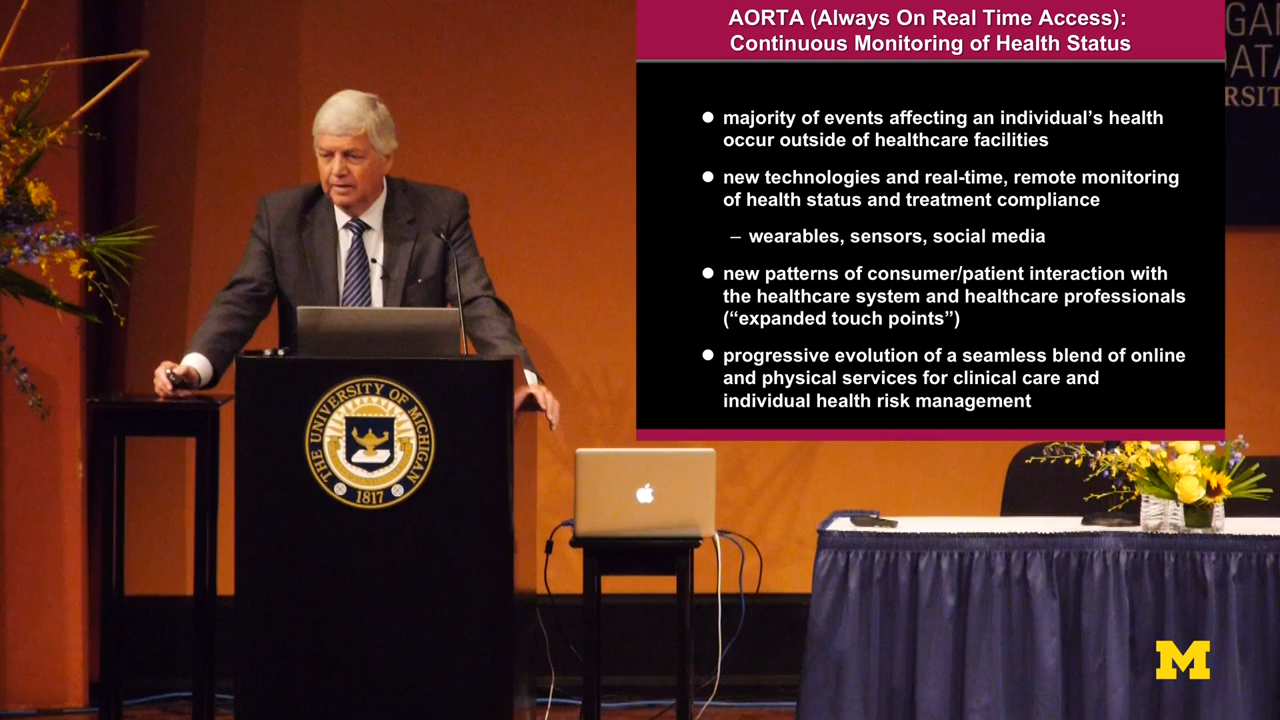 AORTA (Always On Real Time Access):
Continuous Monitoring of Health Status
● majority of events affecting an individual’s health
occur outside of healthcare facilities
● new technologies and real-time, remote monitoring
of health status and treatment compliance
– wearables, sensors, social media
● new patterns of consumer/patient interaction with
the healthcare system and healthcare professionals
(“expanded touch points”)
● progressive evolution of a seamless blend of online
and physical services for clinical care and
individual health risk management
THE UNIVERSITY OF MICHIGAN
1817
M